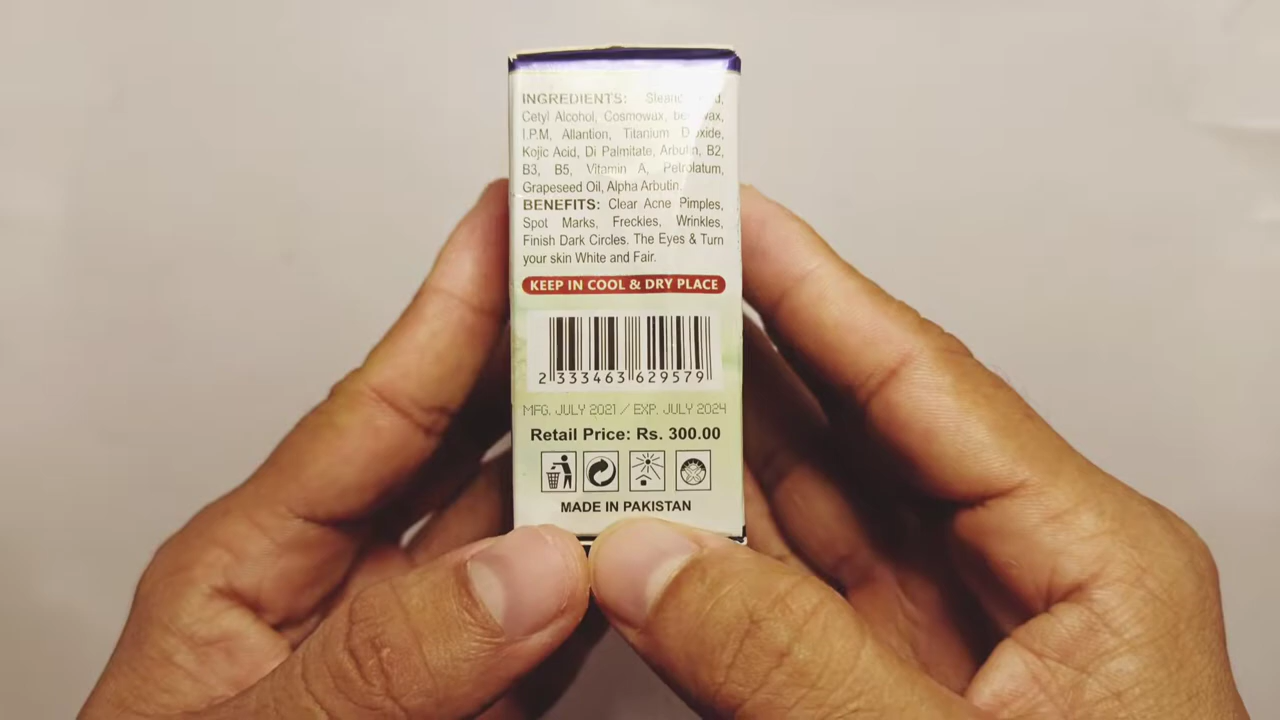 INGREDIENTS:
Cetyl Alcohol, Cosmowax,
I.P.M, Allantion, Titanium
Kojic Acid, Di Palmitate, Arbutin, B2,
B3, B5, Vitamin A, Petrolatum,
Grapeseed Oil, Alpha Arbutin.
BENEFITS: Clear Acne Pimples,
Spot Marks, Freckles, Wrinkles,
Finish Dark Circles. The Eyes & Turn
your skin White and Fair.
KEEP IN COOL & DRY PLACE
2 333463 629579
MFG. JULY 2021 / EXP. JULY 2024
Retail Price: Rs. 300.00
MADE IN PAKISTAN